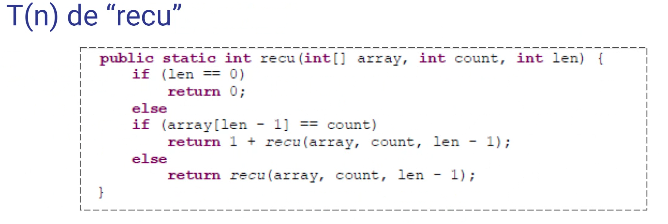 T(n) de “recu”
public static int recu(int[] array, int count, int len) {
if (len == 0)
return 0;
else
if (array[len - 1] == count)
return 1 + recu(array, count, len - 1);
else
return recu(array, count, len - 1);
}